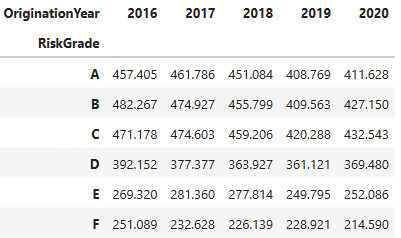 OriginationYear 2016 2017 2018 2019 2020
RiskGrade
A 457.405 461.786 451.084 408.769 411.628
B 482.267 474.927 455.799 409.563 427.150
C 471.178 474.603 459.206 420.288 432.543
D 392.152 377.377 363.927 361.121 369.480
E 269.320 281.360 277.814 249.795 252.086
F 251.089 232.628 226.139 228.921 214.590